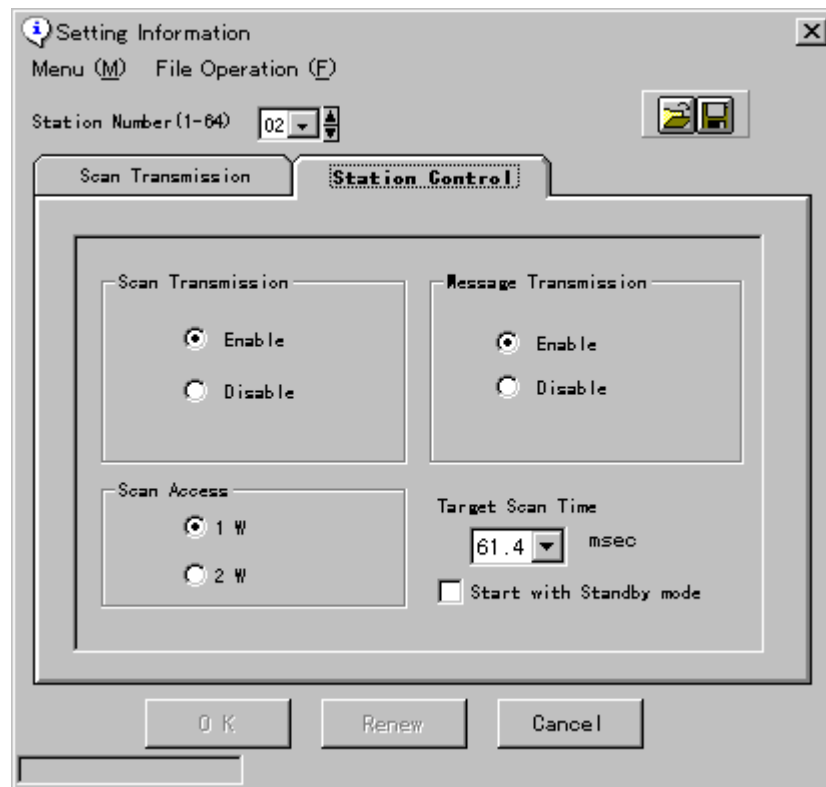 Setting Information
Menu (M) File Operation (F)
Station Number(1-64) 02
Scan Transmission Station Control
Scan Transmission
Enable
Disable
Message Transmission
Enable
Disable
Scan Access
1 W
2 W
Target Scan Time
61.4 msec
Start with Standby mode
O K Renew Cancel